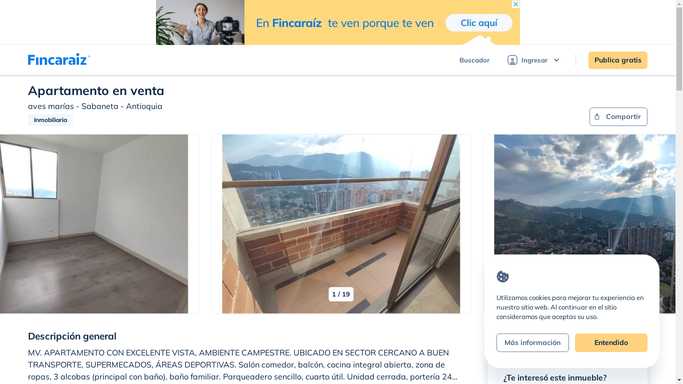 En Fincaraíz te ven porque te ven
Clic aquí
Fincaraiz
Buscador
Ingresar
Publica gratis
Apartamento en venta
aves marías - Sabaneta - Antioquia
Inmobiliaria
Compartir
1 / 19
Utilizamos cookies para mejorar tu experiencia en
nuestro sitio web. Al continuar en el sitio
consideramos que aceptas su uso.
Más información
Entendido
Descripción general
MV. APARTAMENTO CON EXCELENTE VISTA, AMBIENTE CAMPESTRE. UBICADO EN SECTOR CERCANO A BUEN
TRANSPORTE, SUPERMECADOS, ÁREAS DEPORTIVAS. Salón comedor, balcón, cocina integral abierta, zona de
ropas, 3 alcobas (principal con baño), baño familiar. Parqueadero sencillo, cuarto útil. Unidad cerrada, portería 24...
¿Te interesó este inmueble?